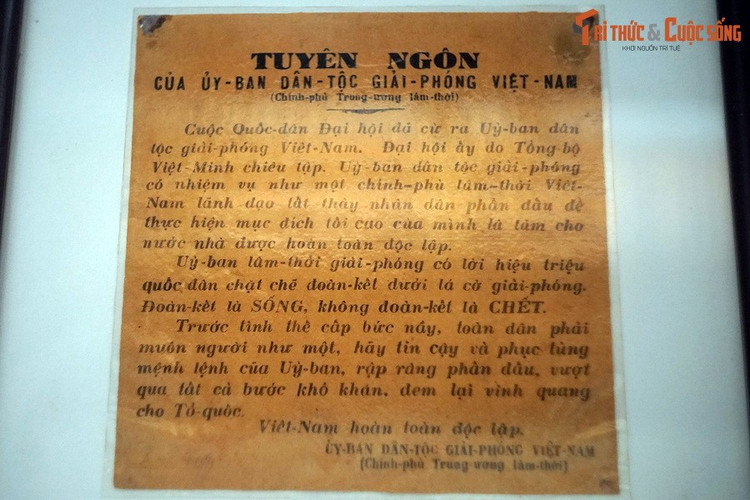 TRI THỨC & CUỘC SỐNG
KHƠI NGUỒN TRI TUỆ
TUYÊN NGÔN
CỦA ỦY-BAN DÂN-TỘC GIẢI-PHÓNG VIỆT-NAM
(Chính-phủ Trung-ương lâm-thời)
Cuộc Quốc-dân Đại hội đã cử ra Uỷ-ban dân
tộc giải-phóng Việt-Nam. Đại hội ấy do Tổng-bộ
Việt-Minh chiêu tập. Uỷ-ban dân tộc giải-phóng
có nhiệm vụ như một chính-phủ lâm-thời Việt-
Nam lãnh đạo tất thảy nhân dân phấn đấu để
thực hiện mục đích tối cao của mình là làm cho
nước nhà được hoàn toàn độc lập.
Uỷ-ban lâm-thời giải-phóng có lời hiệu triệu
quốc dân chặt chẽ đoàn-kết dưới lá cờ giải-phóng.
Đoàn-kết là SỐNG, không đoàn-kết là CHẾT.
Trước tình thế cấp bức nầy, toàn dân phải
muôn người như một, hãy tin cậy và phục tùng
mệnh lệnh của Uỷ-ban, rập ràng phấn đấu, vượt
qua tất cả bước khó khăn, đem lại vinh quang
cho Tổ-quốc.
Việt-Nam hoàn toàn độc lập.
ỦY-BAN DÂN-TỘC GIẢI-PHÓNG VIỆT-NAM
(Chính-phủ Trung-ương lâm-thời)